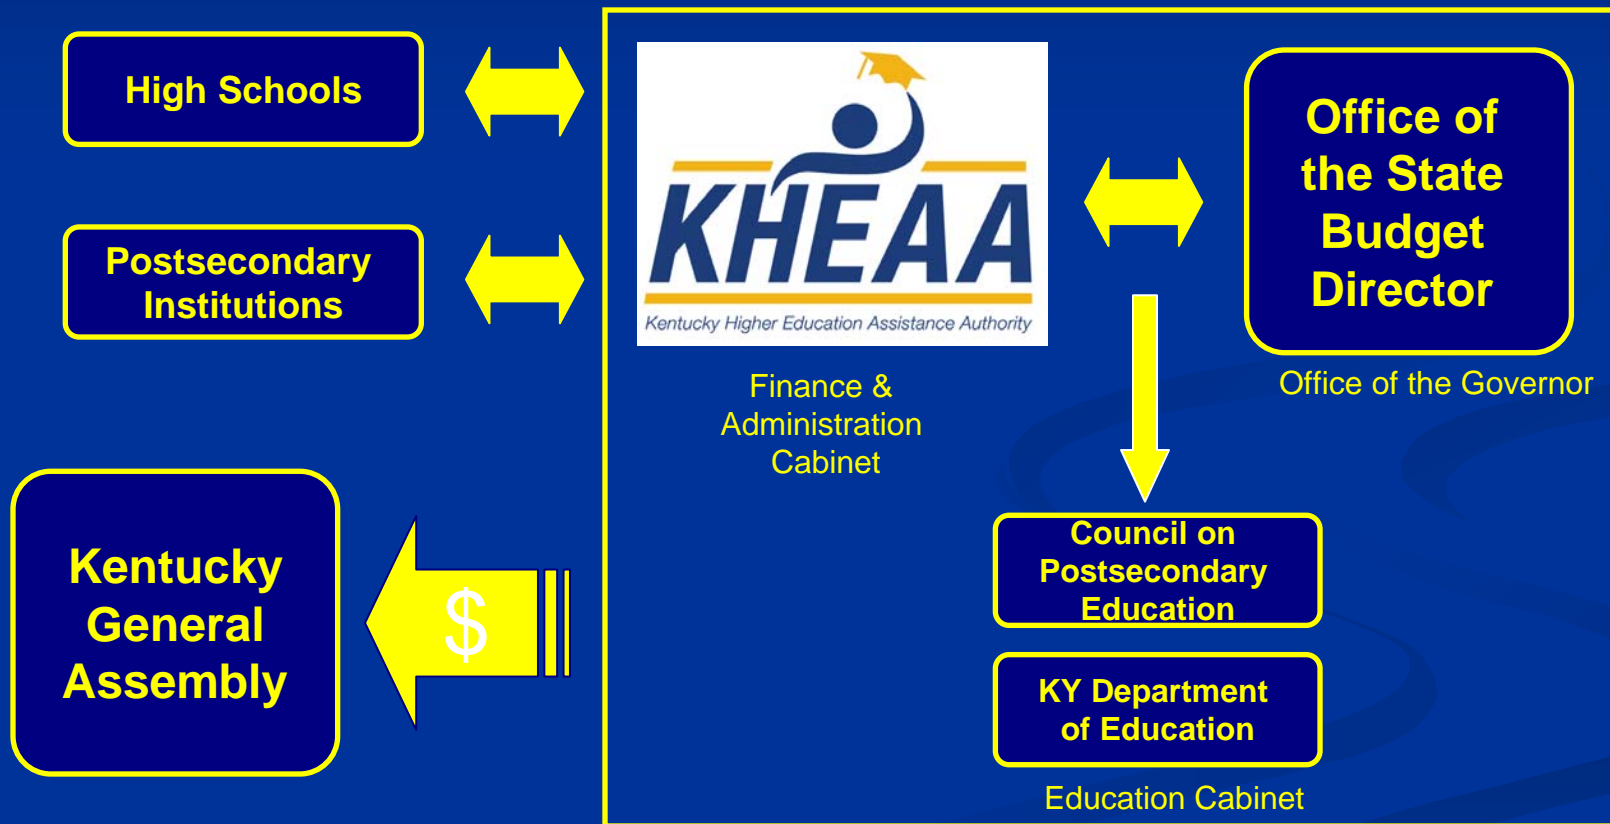 High Schools
Postsecondary
Institutions
Kentucky
General
Assembly
$
KHEAA
Kentucky Higher Education Assistance Authority
Finance &
Administration
Cabinet
Office of
the State
Budget
Director
Office of the Governor
Council on
Postsecondary
Education
KY Department
of Education
Education Cabinet